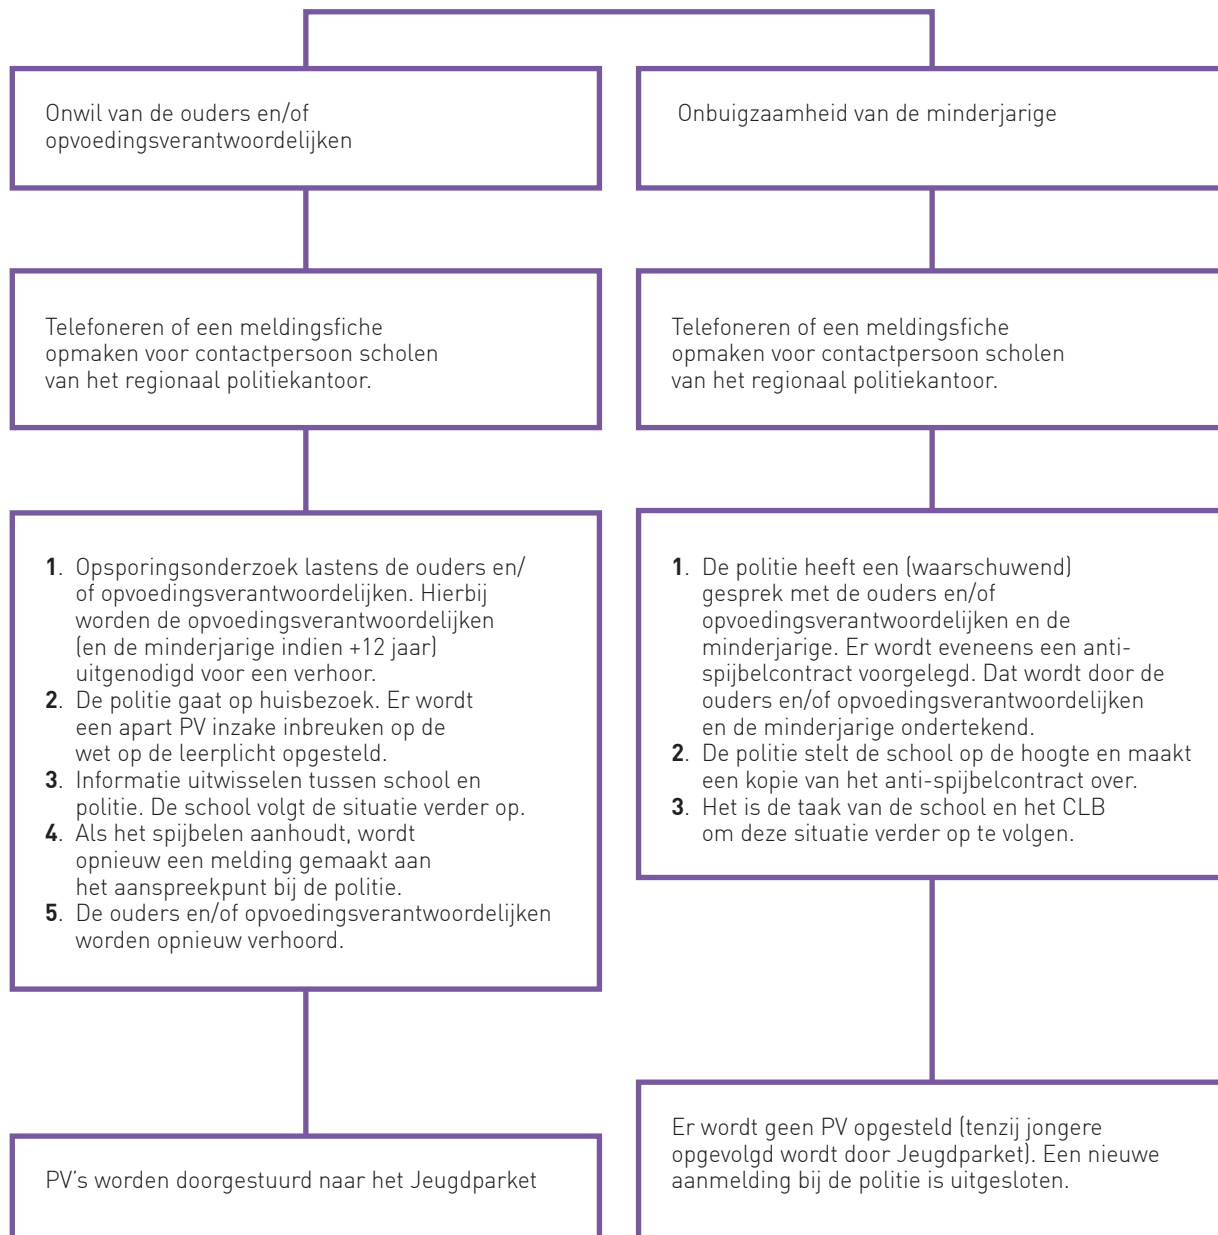 Onwil van de ouders en/of
opvoedingsverantwoordelijken
Onbuigzaamheid van de minderjarige
Telefoneren of een meldingsfiche
opmaken voor contactpersoon scholen
van het regionaal politiekantoor.
Telefoneren of een meldingsfiche
opmaken voor contactpersoon scholen
van het regionaal politiekantoor.
1. Opsporingsonderzoek lastens de ouders en/
of opvoedingsverantwoordelijken. Hierbij
worden de opvoedingsverantwoordelijken
(en de minderjarige indien +12 jaar)
uitgenodigd voor een verhoor.
2. De politie gaat op huisbezoek. Er wordt
een apart PV inzake inbreuken op de
wet op de leerplicht opgesteld.
3. Informatie uitwisselen tussen school en
politie. De school volgt de situatie verder op.
4. Als het spijbelen aanhoudt, wordt
opnieuw een melding gemaakt aan
het aanspreekpunt bij de politie.
5. De ouders en/of opvoedingsverantwoordelijken
worden opnieuw verhoord.
1. De politie heeft een (waarschuwend)
gesprek met de ouders en/of
opvoedingsverantwoordelijken en de
minderjarige. Er wordt eveneens een anti-
spijbelcontract voorgelegd. Dat wordt door de
ouders en/of opvoedingsverantwoordelijken
en de minderjarige ondertekend.
2. De politie stelt de school op de hoogte en maakt
een kopie van het anti-spijbelcontract over.
3. Het is de taak van de school en het CLB
om deze situatie verder op te volgen.
PV's worden doorgestuurd naar het Jeugdparket
Er wordt geen PV opgesteld (tenzij jongere
opgevolgd wordt door Jeugdparket). Een nieuwe
aanmelding bij de politie is uitgesloten.